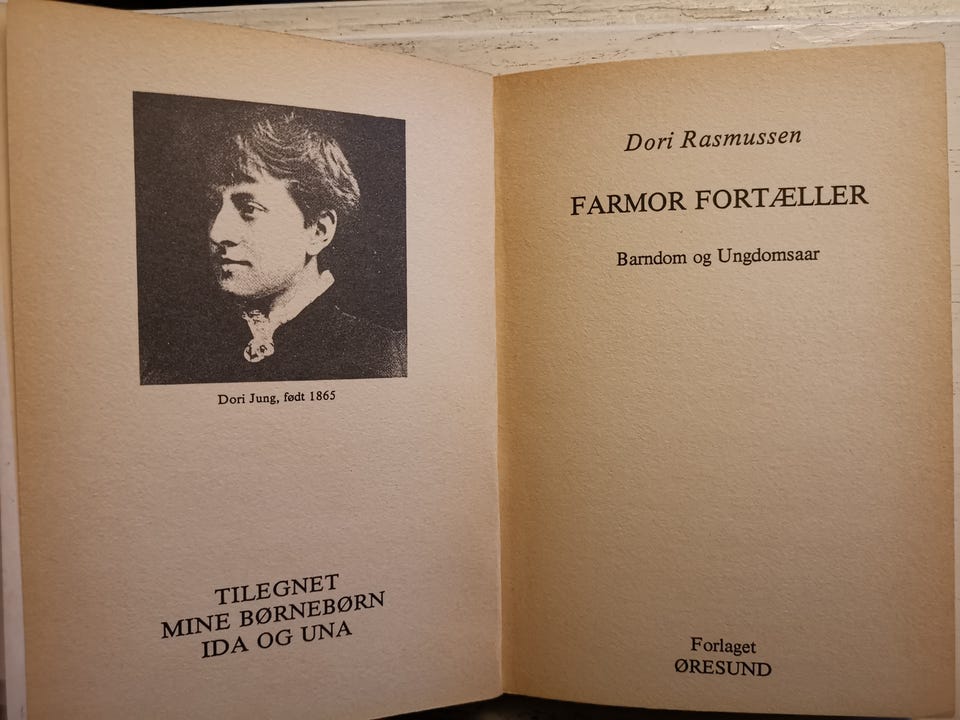 Dori Jung, født 1865
TILEGNET
MINE BØRNEBØRN
IDA OG UNA
Dori Rasmussen
FARMOR FORTÆLLER
Barndom og Ungdomsaar
Forlaget
ØRESUND